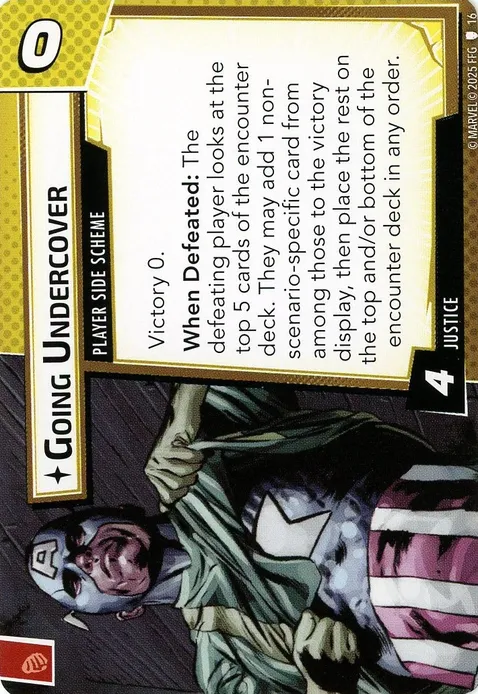 0
GOING UNDERCOVER
PLAYER SIDE SCHEME
Victory 0.
When Defeated: The
defeating player looks at the
top 5 cards of the encounter
deck. They may add 1 non-
scenario-specific card from
among those to the victory
display, then place the rest on
the top and/or bottom of the
encounter deck in any order.
4
JUSTICE
© MARVEL © 2025 FFG 16
A